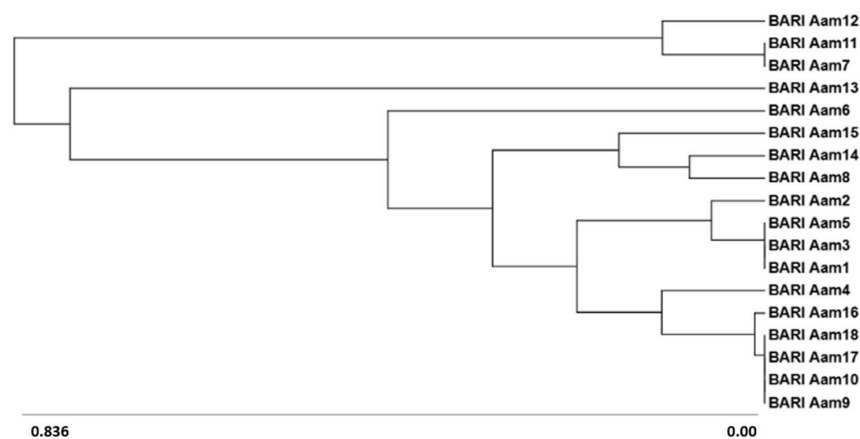 BARI Aam12
BARI Aam11
BARI Aam7
BARI Aam13
BARI Aam6
BARI Aam15
BARI Aam14
BARI Aam8
BARI Aam2
BARI Aam5
BARI Aam3
BARI Aam1
BARI Aam4
BARI Aam16
BARI Aam18
BARI Aam17
BARI Aam10
BARI Aam9
0.836 0.00